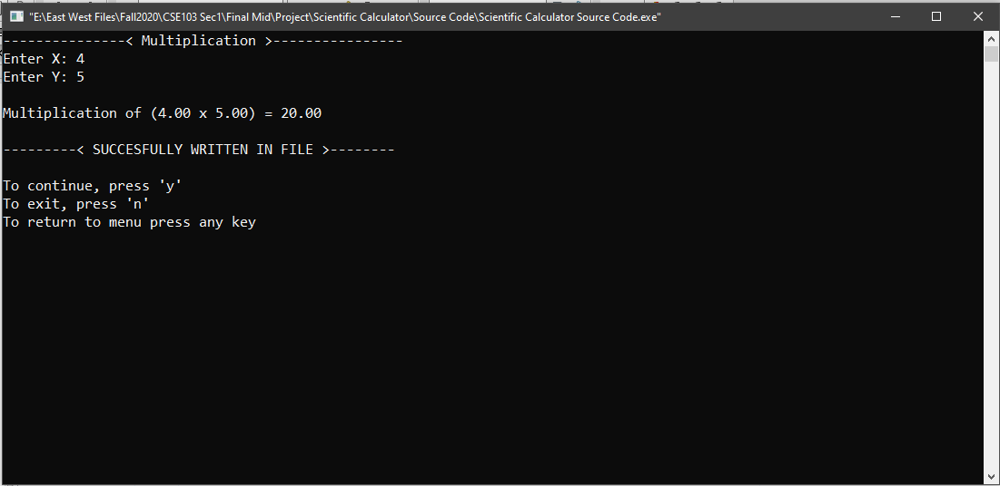 "E:\East West Files\Fall2020\CSE103 Sec1\Final Mid\Project\Scientific Calculator\Source Code\Scientific Calculator Source Code.exe"
---------------< Multiplication >----------------
Enter X: 4
Enter Y: 5
Multiplication of (4.00 x 5.00) = 20.00
---------< SUCCESFULLY WRITTEN IN FILE >--------
To continue, press 'y'
To exit, press 'n'
To return to menu press any key